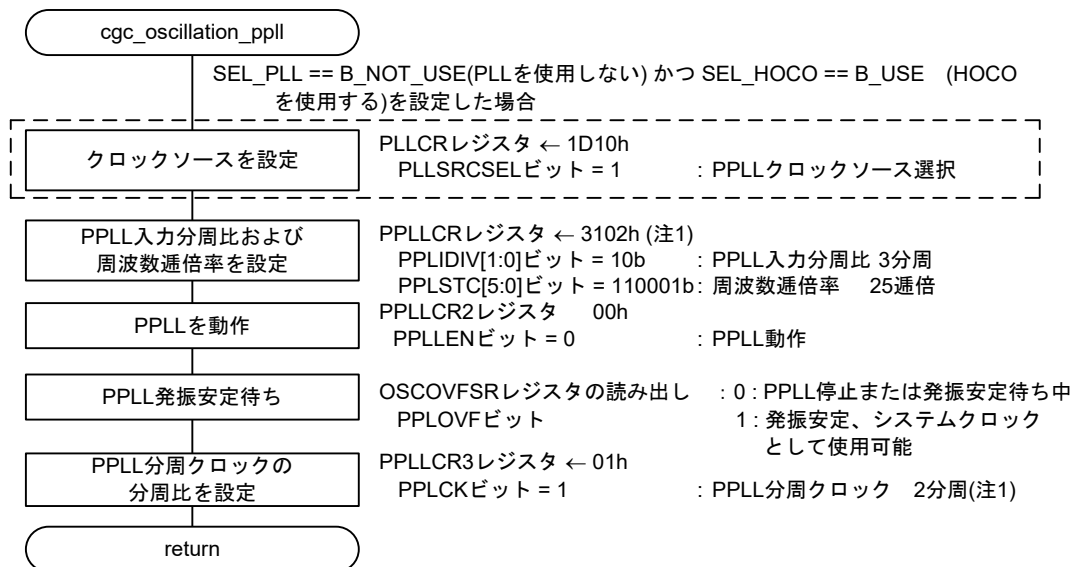 cgc_oscillation_ppll
SEL_PLL == B_NOT_USE(PLLを使用しない) かつ SEL_HOCO == B_USE (HOCO
を使用する)を設定した場合
クロックソースを設定
PLLCRレジスタ ← 1D10h
PLLSRCSELビット = 1 : PPLLクロックソース選択
PPLL入力分周比および
周波数逓倍率を設定
PPLLCRレジスタ ← 3102h (注1)
PPLIDIV[1:0]ビット = 10b : PPLL入力分周比 3分周
PPLSTC[5:0]ビット = 110001b : 周波数逓倍率 25逓倍
PPLLを動作
PPLLCR2レジスタ 00h
PPLLENビット = 0 : PPLL動作
PPLL発振安定待ち
OSCOVFSRレジスタの読み出し : 0 : PPLL停止または発振安定待ち中
PPLOVFビット 1 : 発振安定、システムクロック
として使用可能
PPLL分周クロックの
分周比を設定
PPLLCR3レジスタ ← 01h
PPLCKビット = 1 : PPLL分周クロック 2分周(注1)
return